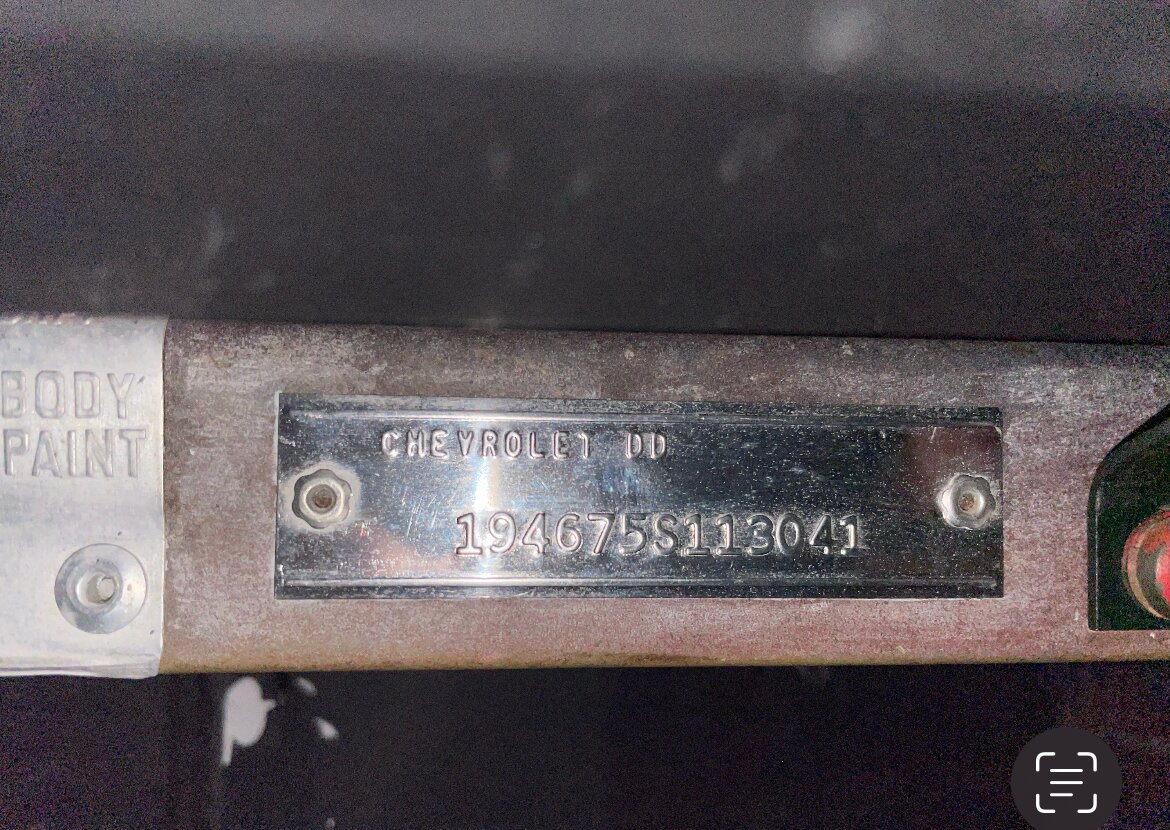 BODY
PAINT
CHEVROLET DD
194675S113041